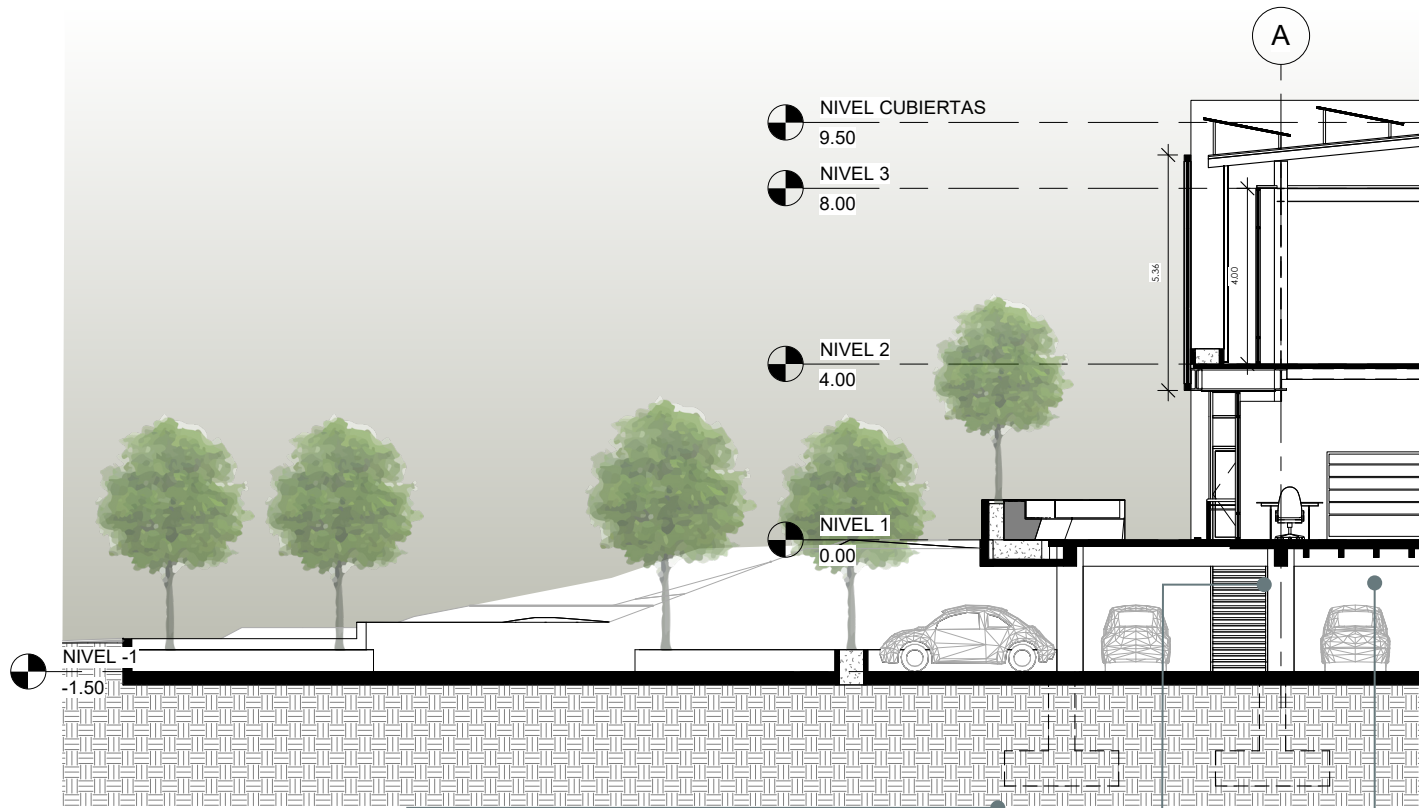 A
NIVEL CUBIERTAS
9.50
NIVEL 3
8.00
5.36
4.00
NIVEL 2
4.00
NIVEL 1
0.00
NIVEL -1
-1.50